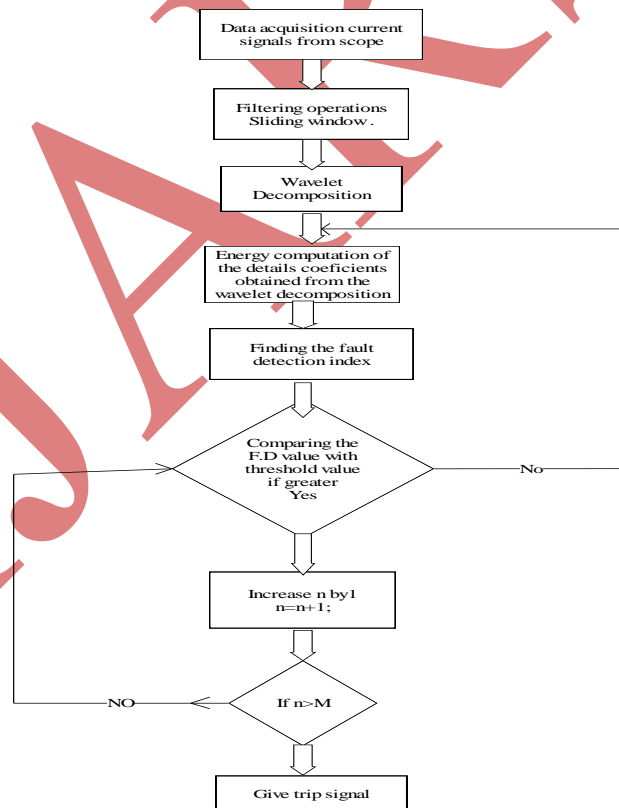 Data acquisition current
signals from scope
Filtering operations
Sliding window .
Wavelet
Decomposition
Energy computation of
the details coeficients
obtained from the
wavelet decomposition
Finding the fault
detection index
Comparing the
F.D value with
threshold value
if greater
Yes
No
Increase n by1
n=n+1;
If n>M
NO
Give trip signal